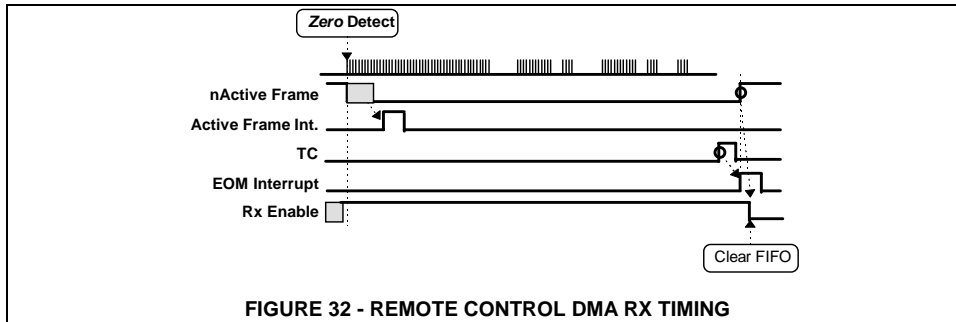 Zero Detect
nActive Frame
Active Frame Int.
TC
EOM Interrupt
Rx Enable
Clear FIFO
FIGURE 32 - REMOTE CONTROL DMA RX TIMING